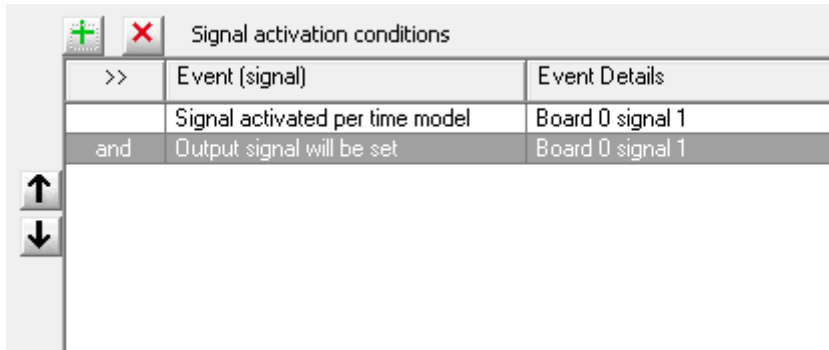 Signal activation conditions
>> Event (signal) Event Details
Signal activated per time model Board 0 signal 1
and Output signal will be set Board 0 signal 1